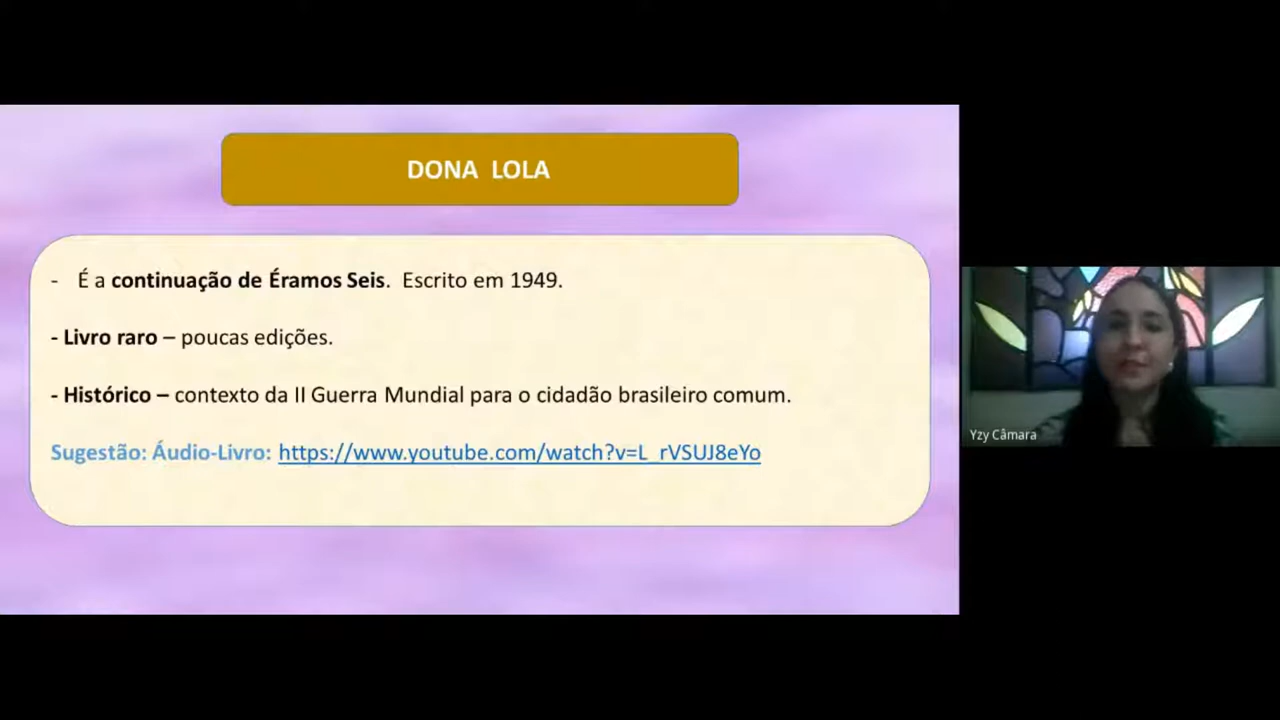 DONA LOLA
- É a continuação de Éramos Seis. Escrito em 1949.
- Livro raro – poucas edições.
- Histórico – contexto da II Guerra Mundial para o cidadão brasileiro comum.
Sugestão: Áudio-Livro: https://www.youtube.com/watch?v=L_rVSUJ8eYo
Yzy Câmara